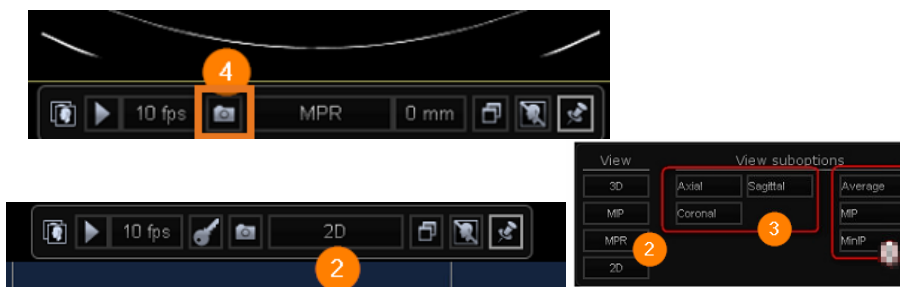 4
10 fps MPR 0 mm
10 fps 2D
2
View View suboptions
3D Axial Sagittal Average
MIP Coronal MIP
3
MPR 2 MinIP
2D